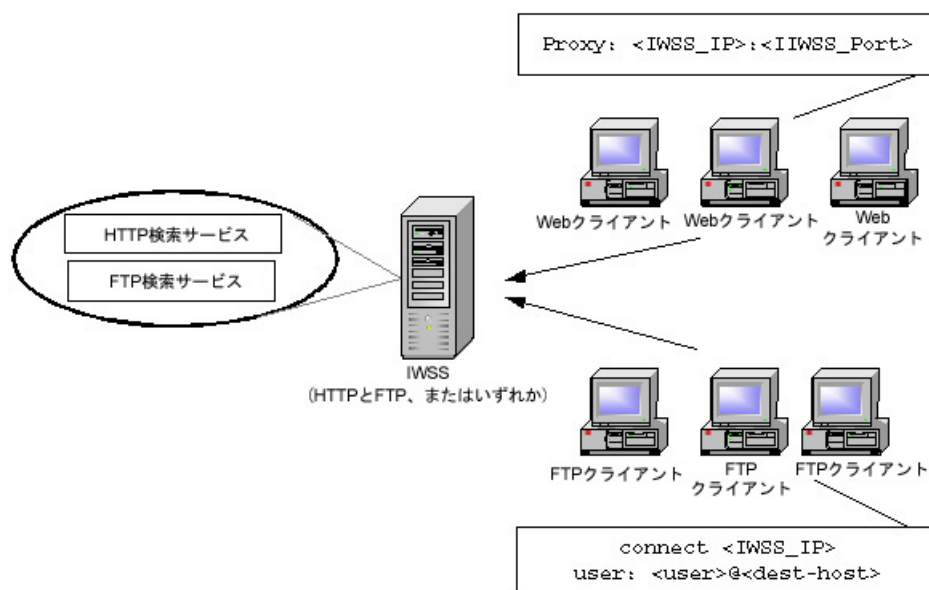 Proxy: <IWSS_IP>:<IIWSS_Port>
Webクライアント
Webクライアント
Web
クライアント
HTTP検索サービス
FTP検索サービス
IWSS
（HTTPとFTP、またはいずれか）
FTPクライアント
FTP
クライアント
FTPクライアント
connect <IWSS_IP>
user: <user>@<dest-host>